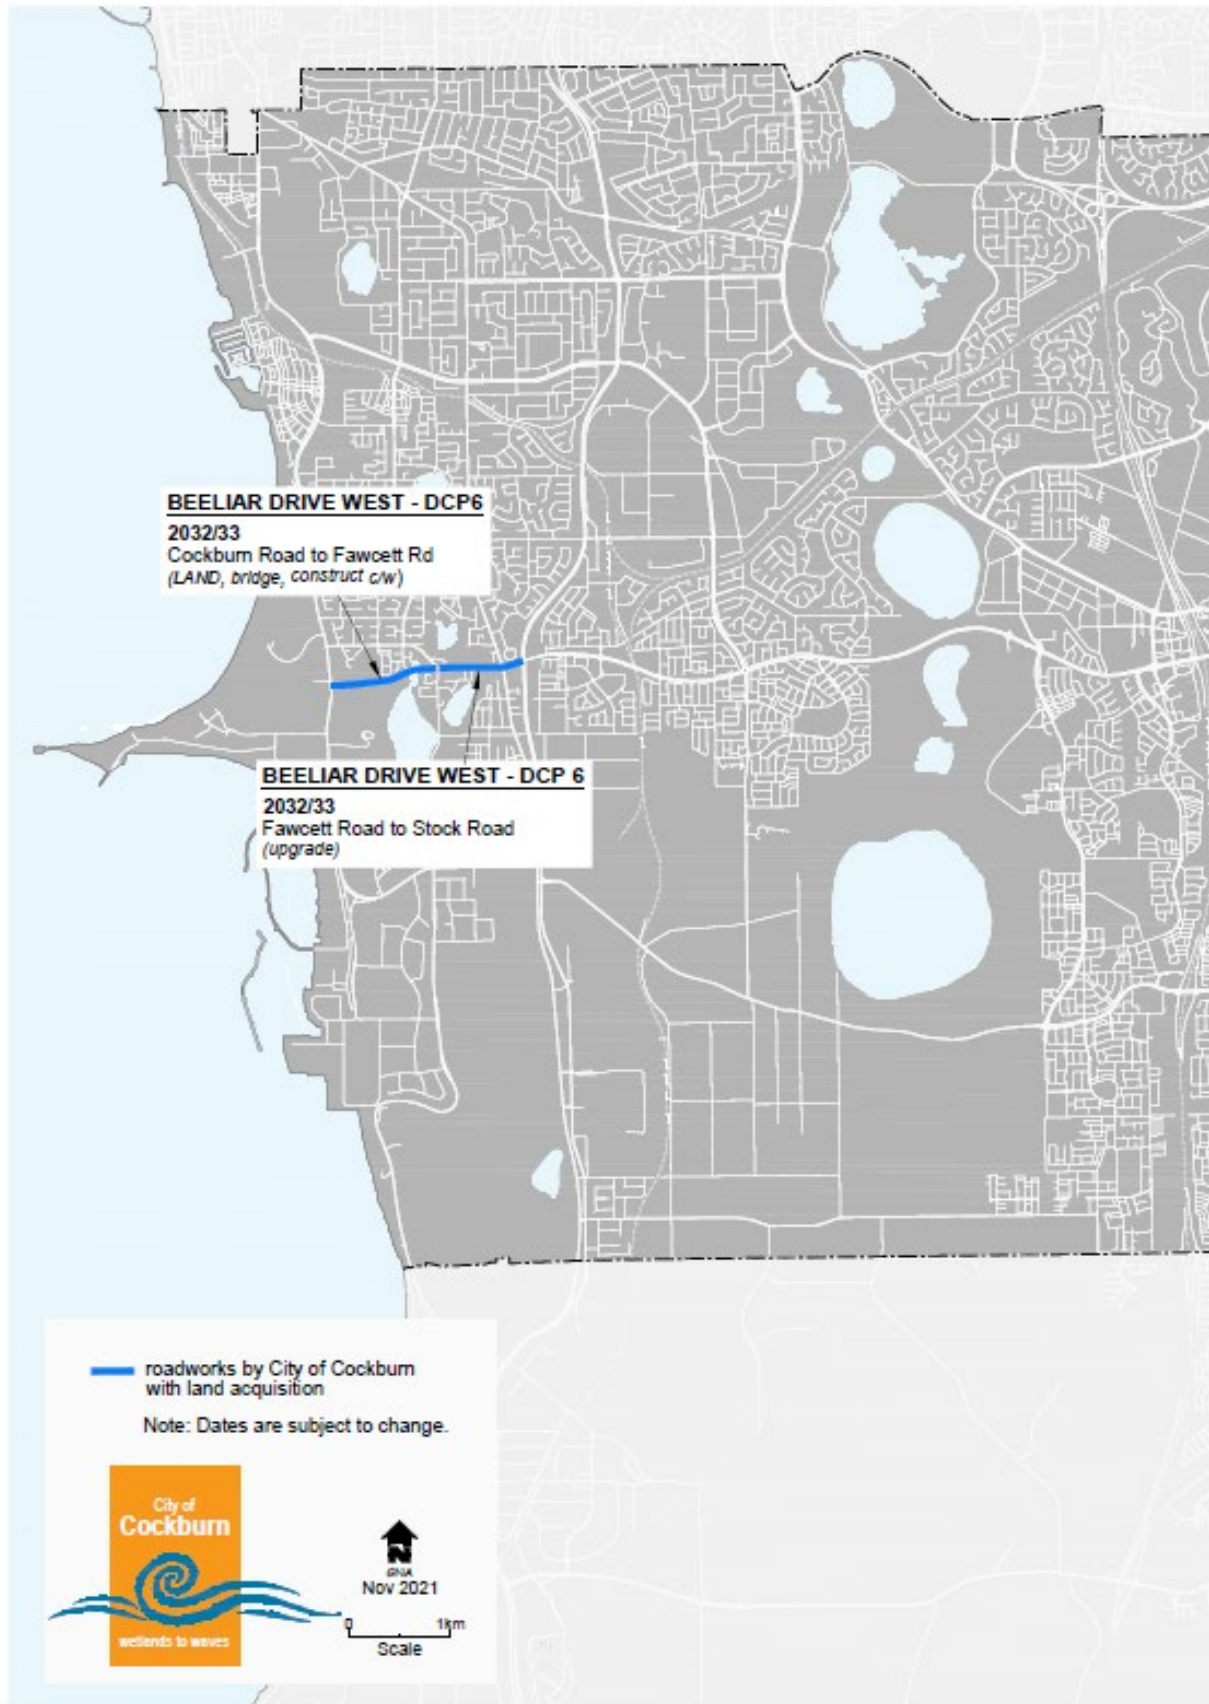 BEELIAR DRIVE WEST - DCP6
2032/33
Cockburn Road to Fawcett Rd
(LAND, bridge, construct c/w)
BEELIAR DRIVE WEST - DCP 6
2032/33
Fawcett Road to Stock Road
(upgrade)
roadworks by City of Cockburn
with land acquisition
Note: Dates are subject to change.
City of
Cockburn
wetlands to waves
N
GNA
Nov 2021
0 1km
Scale